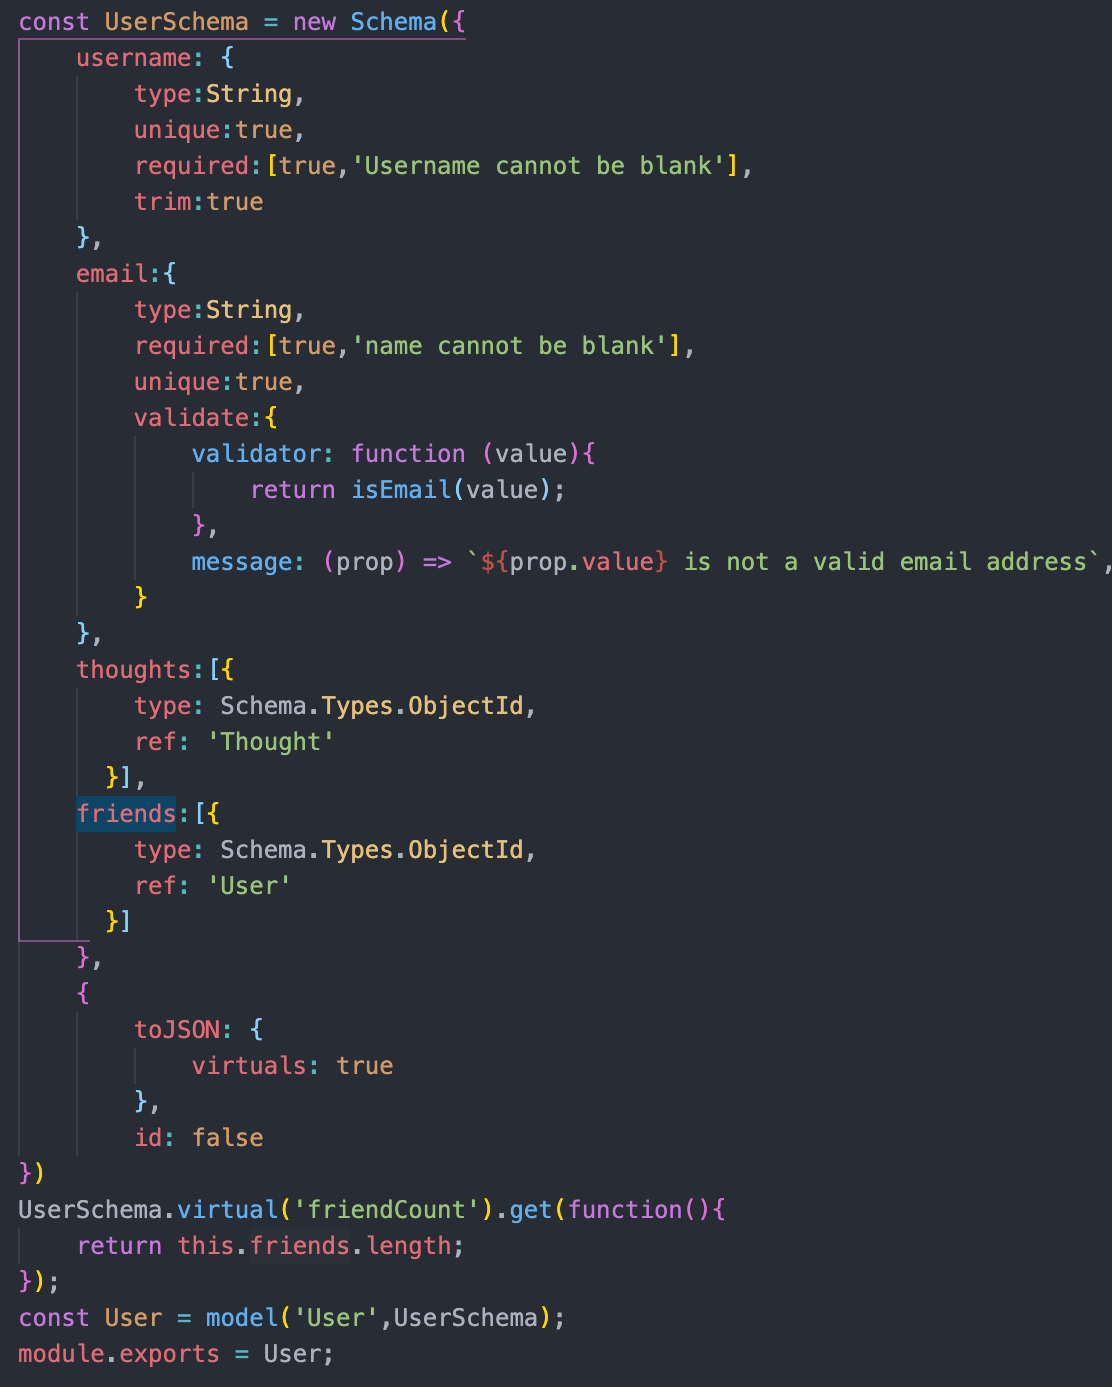 const UserSchema = new Schema({
    username: {
        type:String,
        unique:true,
        required:[true,'Username cannot be blank'],
        trim:true
    },
    email:{
        type:String,
        required:[true,'name cannot be blank'],
        unique:true,
        validate:{
            validator: function (value){
                return isEmail(value);
            },
            message: (prop) => `${prop.value} is not a valid email address`,
        }
    },
    thoughts:[{
        type: Schema.Types.ObjectId,
        ref: 'Thought'
      }],
    friends:[{
        type: Schema.Types.ObjectId,
        ref: 'User'
      }]
    },
    {
        toJSON: {
            virtuals: true
        },
        id: false
})
UserSchema.virtual('friendCount').get(function(){
    return this.friends.length;
});
const User = model('User',UserSchema);
module.exports = User;